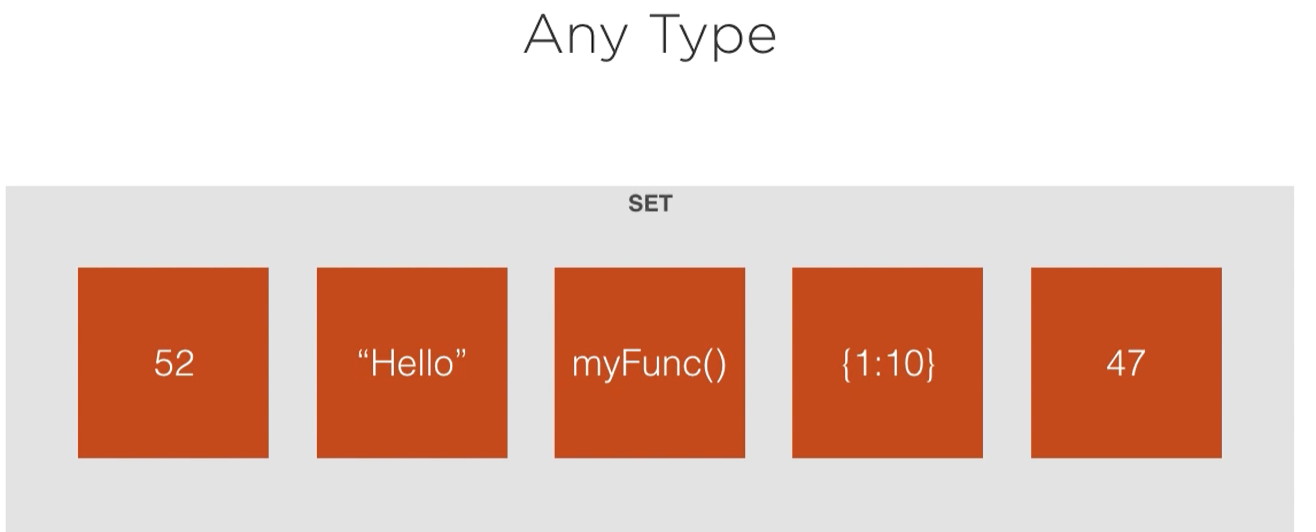 Any Type
SET
52
“Hello”
myFunc()
{1:10}
47